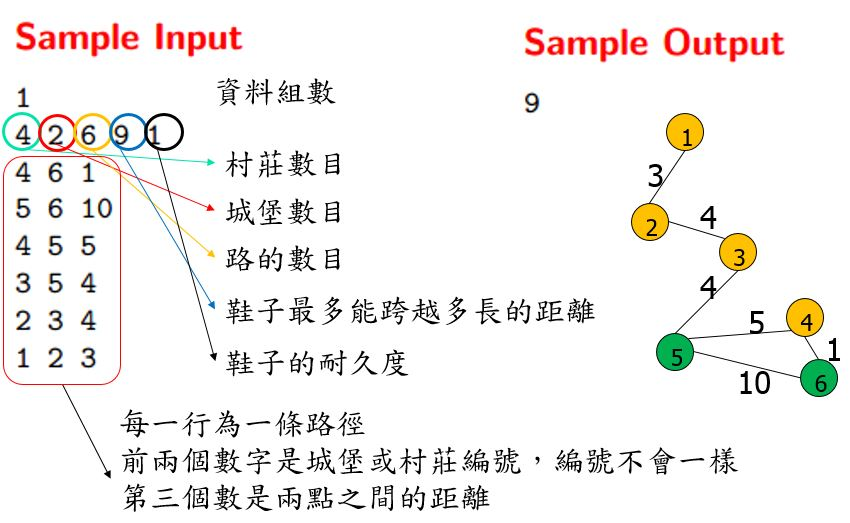 Sample Input
1
4 2 6 9 1
4 6 1
5 6 10
4 5 5
3 5 4
2 3 4
1 2 3
資料組數
村莊數目
城堡數目
路的數目
鞋子最多能跨越多長的距離
鞋子的耐久度
每一行為一條路徑
前兩個數字是城堡或村莊編號，編號不會一樣
第三個數是兩點之間的距離
Sample Output
9
1
3
2
4
3
4
5
4
1
5
10
6